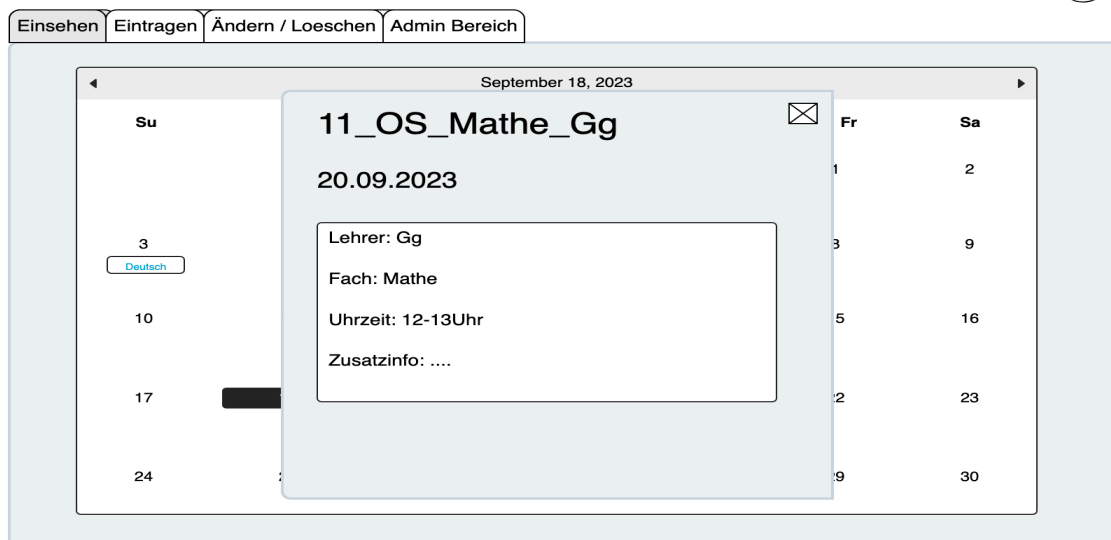 Einsehen Eintragen Ändern / Loeschen Admin Bereich
September 18, 2023
Su Fr Sa
11_OS_Mathe_Gg
20.09.2023
2
Lehrer: Gg
3 9
Deutsch
Fach: Mathe
10 16
Uhrzeit: 12-13Uhr
Zusatzinfo: ....
17 23
24 30